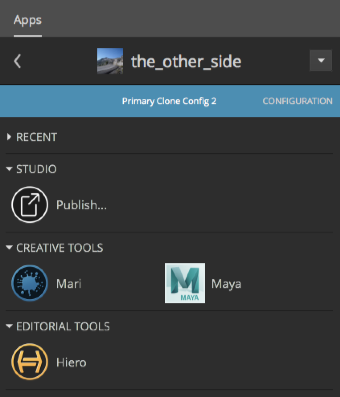 Apps
the_other_side
Primary Clone Config 2 CONFIGURATION
RECENT
STUDIO
Publish...
CREATIVE TOOLS
Mari MAYA Maya
EDITORIAL TOOLS
Hiero